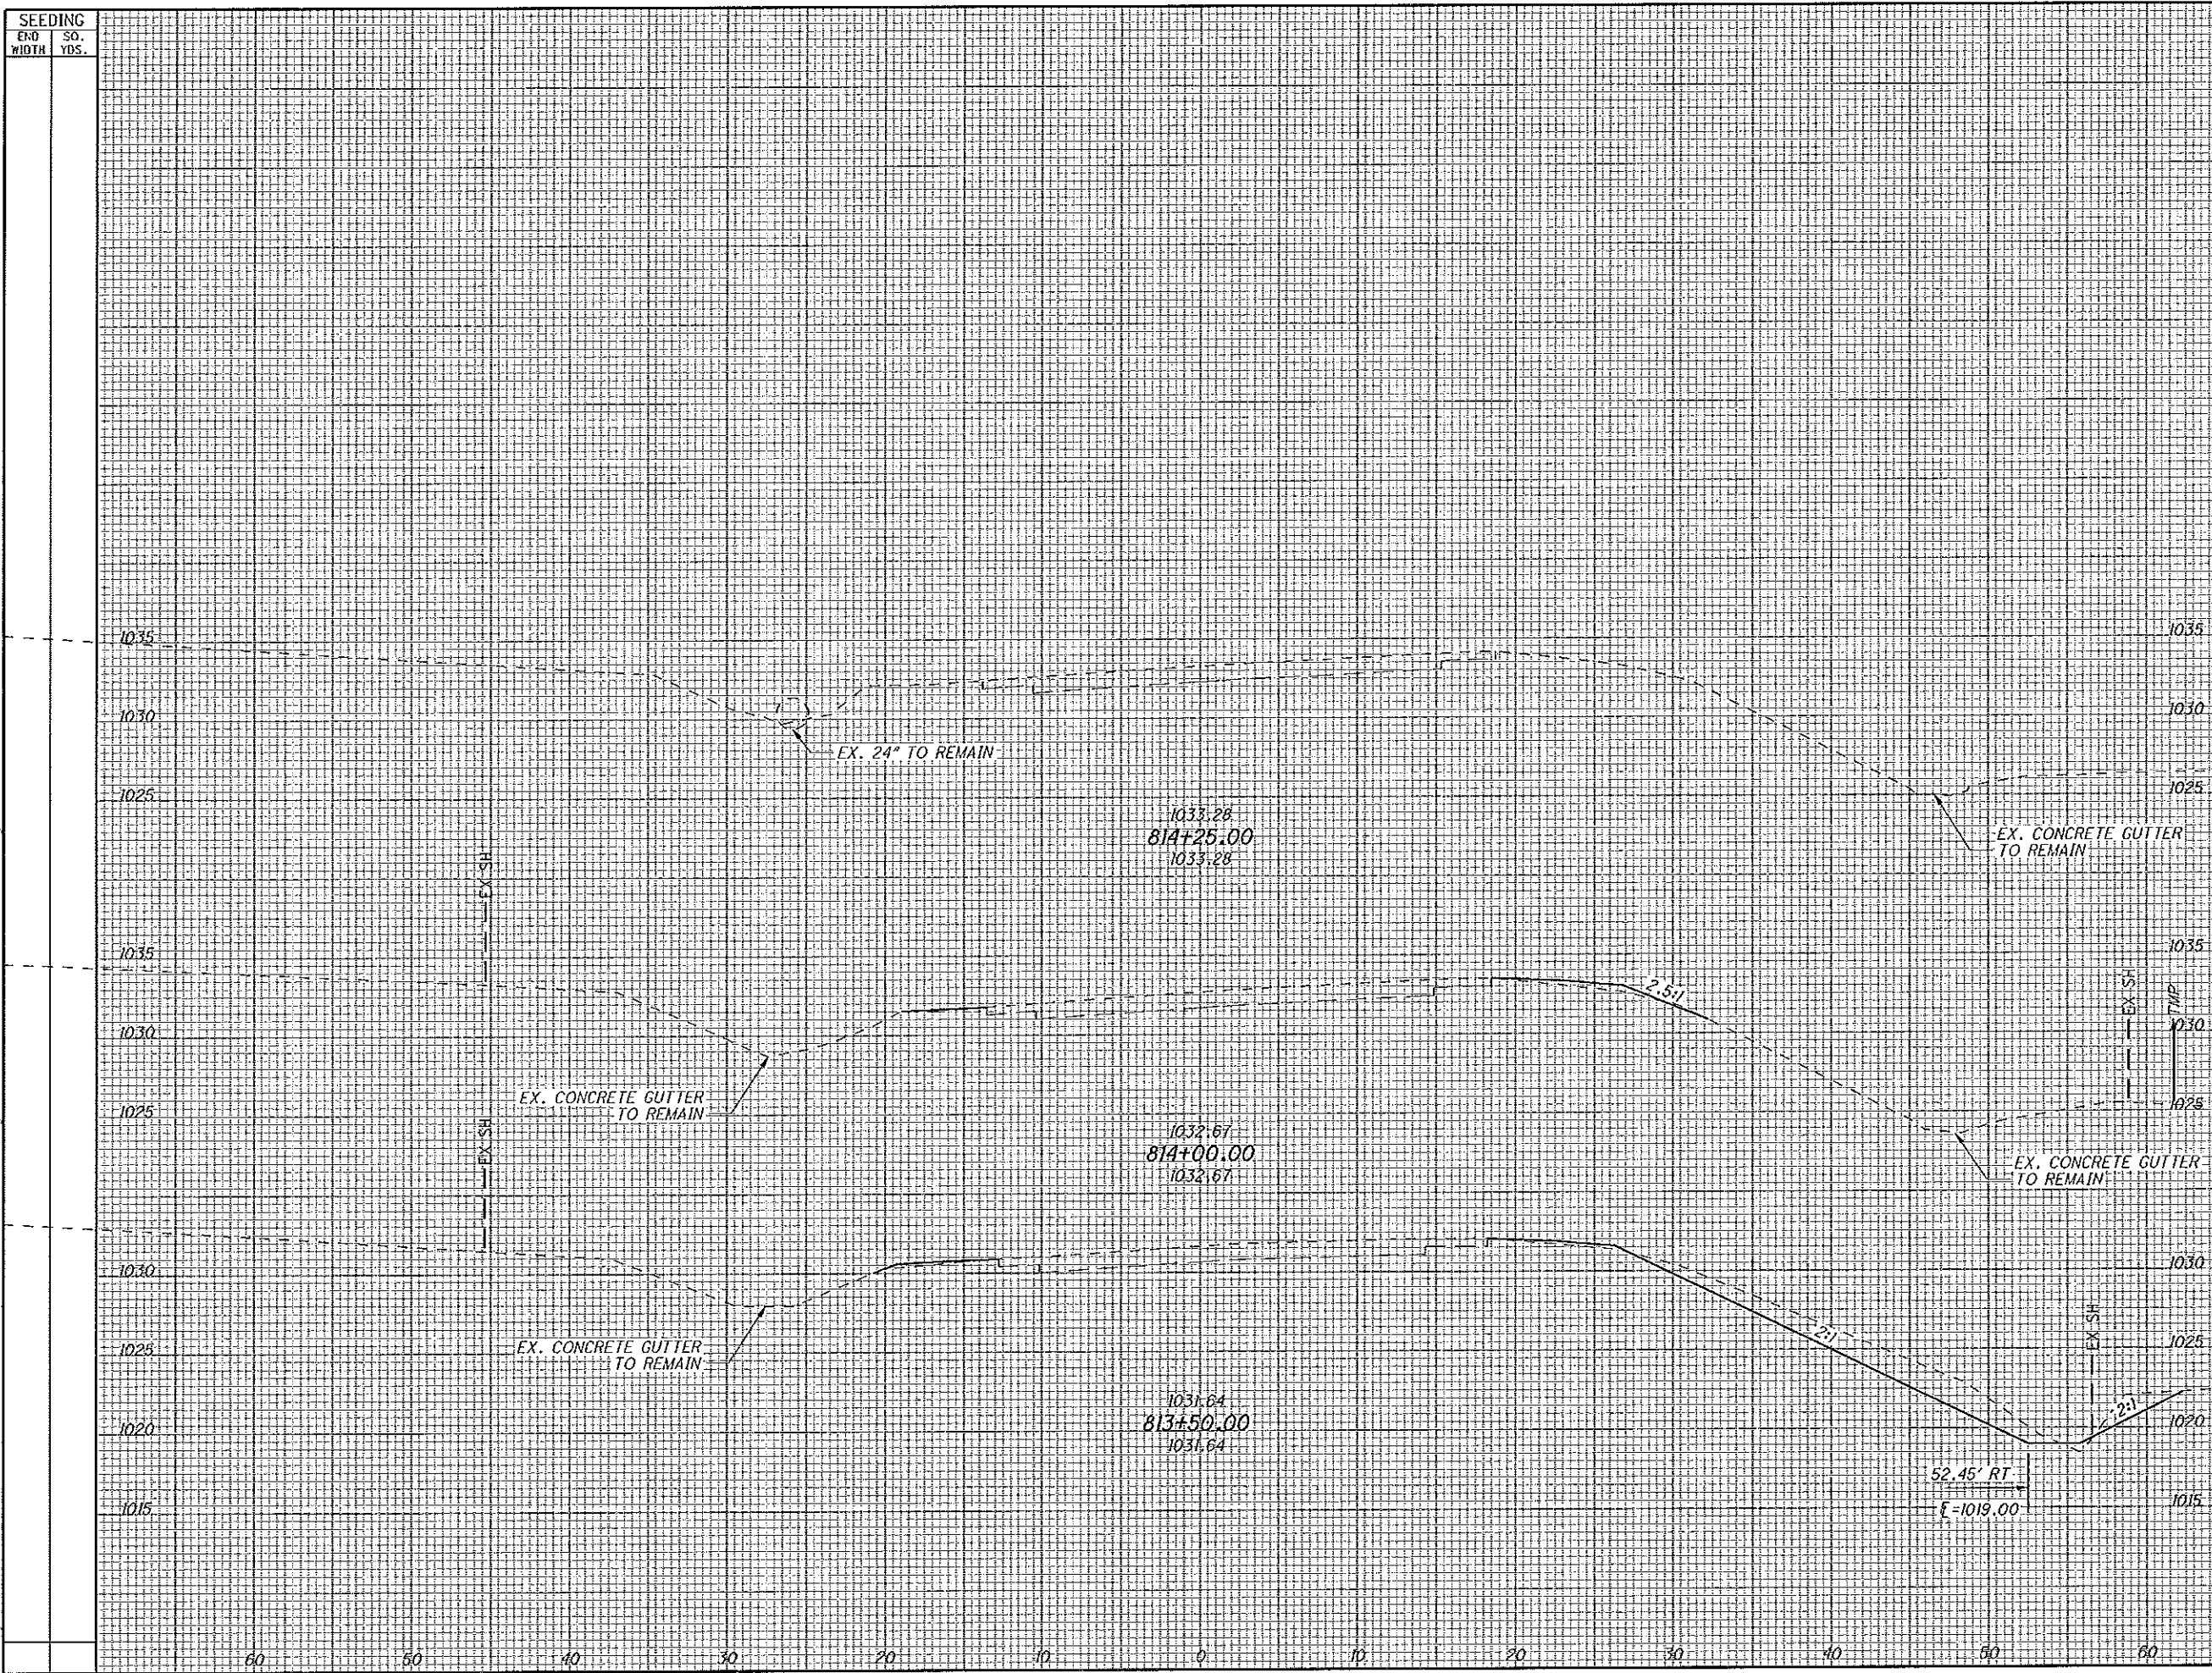 SEEDING
END WIDTH
SQ. YDS.
1035
1035
1030
1030
EX. 24" TO REMAIN
1025
1025
1033.28
814+25.00
1033.28
EX. CONCRETE GUTTER
TO REMAIN
EX SH
1035
1035
2.5:1
EX SH
TMP
1030
1030
EX. CONCRETE GUTTER
TO REMAIN
1025
1025
EX SH
1032.67
814+00.00
1032.67
EX. CONCRETE GUTTER
TO REMAIN
1030
1030
EX. CONCRETE GUTTER
TO REMAIN
1025
1025
2:1
EX SH
1031.64
813+50.00
1031.64
2:1
1020
1020
52.45' RT
E=1019.00
1015
1015
60
50
40
30
20
10
0
10
20
30
40
50
60